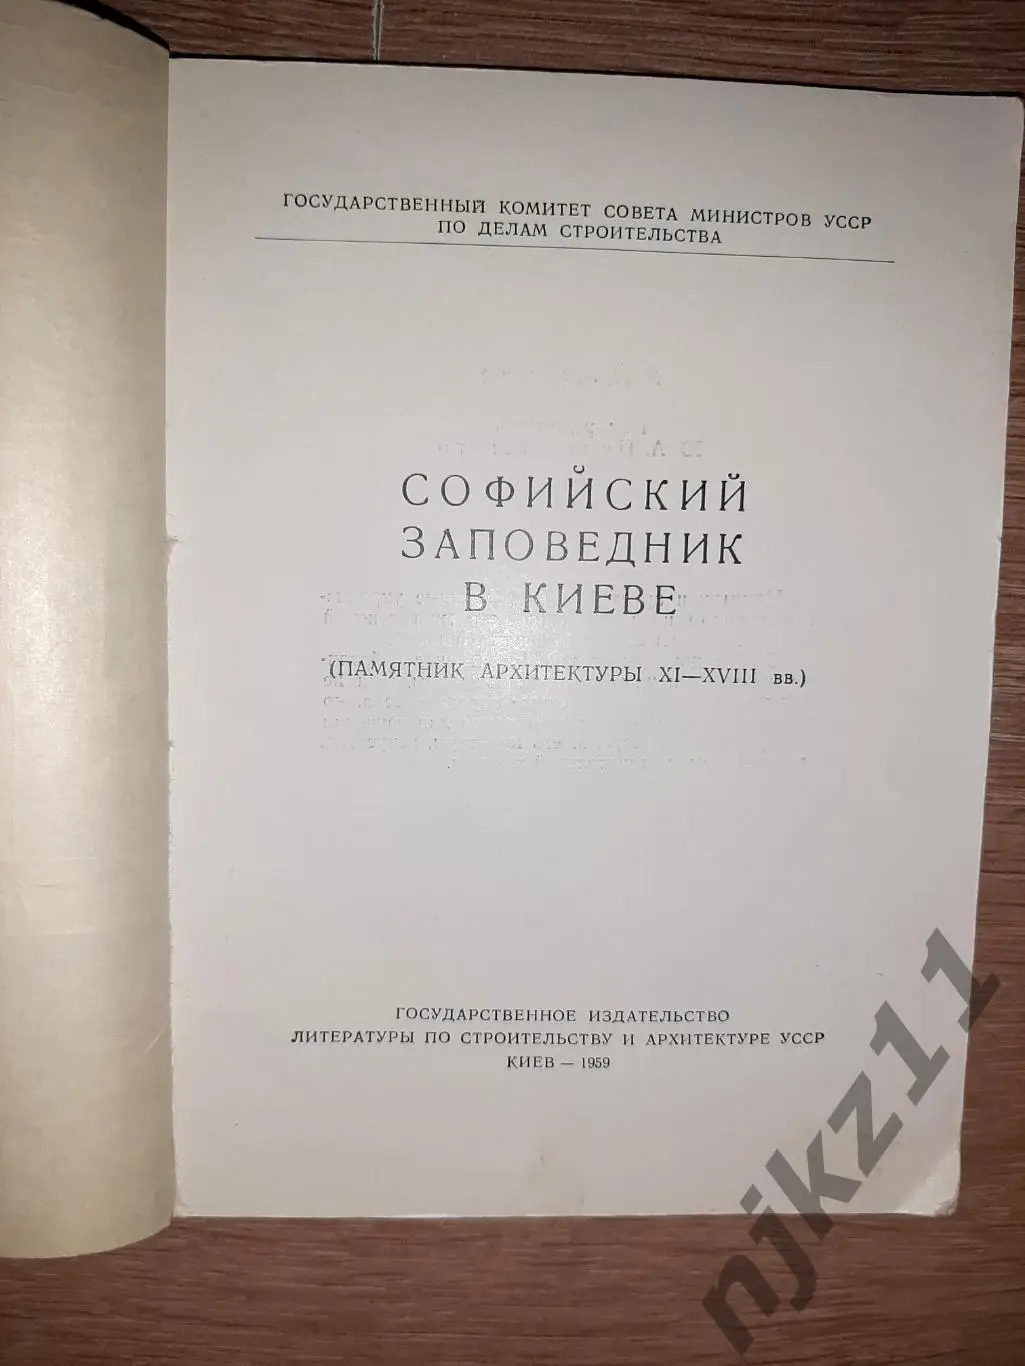 ГОСУДАРСТВЕННЫЙ КОМИТЕТ СОВЕТА МИНИСТРОВ УССР
ПО ДЕЛАМ СТРОИТЕЛЬСТВА
СОФИЙСКИЙ
ЗАПОВЕДНИК
В КИЕВЕ
(ПАМЯТНИК АРХИТЕКТУРЫ XI—XVIII вв.)
ГОСУДАРСТВЕННОЕ ИЗДАТЕЛЬСТВО
ЛИТЕРАТУРЫ ПО СТРОИТЕЛЬСТВУ И АРХИТЕКТУРЕ УССР
КИЕВ — 1959
njkz11